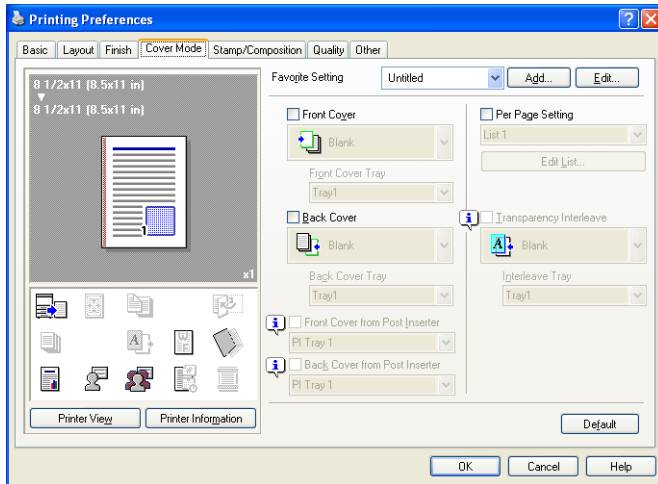 Printing Preferences
Basic Layout Finish Cover Mode Stamp/Composition Quality Other
8 1/2x11 (8.5x11 in)
8 1/2x11 (8.5x11 in)
1
x1
Printer View Printer Information
Favorite Setting Untitled Add... Edit...
Front Cover
Blank
Front Cover Tray
Tray1
Back Cover
Blank
Back Cover Tray
Tray1
Front Cover from Post Inserter
PI Tray 1
Back Cover from Post Inserter
PI Tray 1
Per Page Setting
List 1
Edit List...
Transparency Interleave
A Blank
Interleave Tray
Tray1
Default
OK Cancel Help